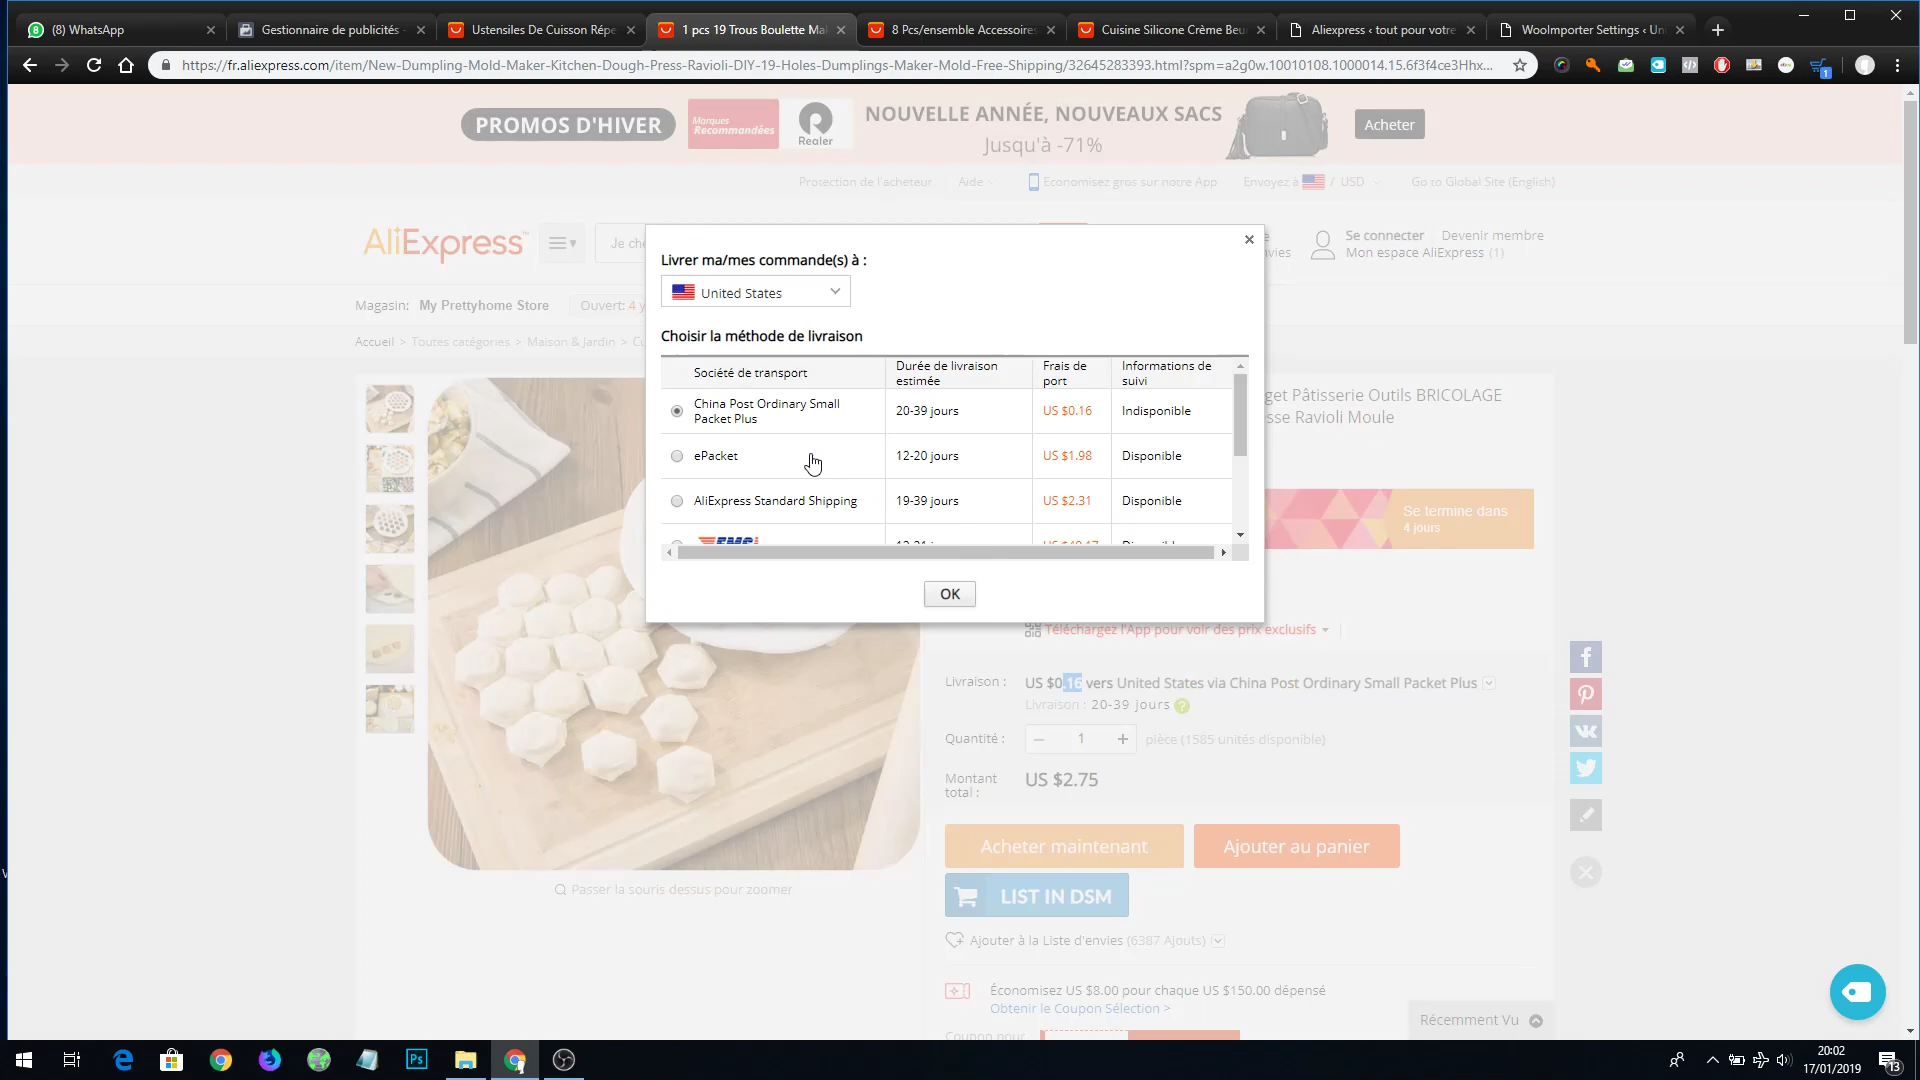 (8) WhatsApp
Gestionnaire de publicités
Ustensiles De Cuisson Répe
1 pcs 19 Trous Boulette Ma
8 Pcs/ensemble Accessoires
Cuisine Silicone Crème Beu
Aliexpress ‹ tout pour votre
WooImporter Settings ‹ Un
https://fr.aliexpress.com/item/New-Dumpling-Mold-Maker-Kitchen-Dough-Press-Ravioli-DIY-19-Holes-Dumplings-Maker-Mold-Free-Shipping/32645283393.html?spm=a2g0w.10010108.1000014.15.6f3f4ce3Hhx...
PROMOS D'HIVER
Marques
Recommandées
Realer
NOUVELLE ANNÉE, NOUVEAUX SACS
Jusqu'à -71%
Acheter
Protection de l'acheteur
Aide
Economisez gros sur notre App
Envoyez à / USD
Go to Global Site (English)
AliExpress™
Je che
Se connecter
Devenir membre
Mon espace AliExpress (1)
Magasin: My Prettyhome Store
Ouvert: 4 y
Accueil > Toutes catégories > Maison & Jardin > Cu
Livrer ma/mes commande(s) à :
United States
Choisir la méthode de livraison
Société de transport
Durée de livraison estimée
Frais de port
Informations de suivi
China Post Ordinary Small Packet Plus
20-39 jours
US $0.16
Indisponible
ePacket
12-20 jours
US $1.98
Disponible
AliExpress Standard Shipping
19-39 jours
US $2.31
Disponible
EMS
OK
get Pâtisserie Outils BRICOLAGE
sse Ravioli Moule
Se termine dans
4 jours
Téléchargez l'App pour voir des prix exclusifs
Livraison : US $0.16 vers United States via China Post Ordinary Small Packet Plus
Livraison : 20-39 jours
Quantité : 1 pièce (1585 unités disponible)
Montant total : US $2.75
Acheter maintenant
Ajouter au panier
LIST IN DSM
Passer la souris dessus pour zoomer
Ajouter à la Liste d'envies (6387 Ajouts)
Économisez US $8.00 pour chaque US $150.00 dépensé
Obtenir le Coupon Sélection >
Récemment Vu
Coupon pour
20:02
17/01/2019
13